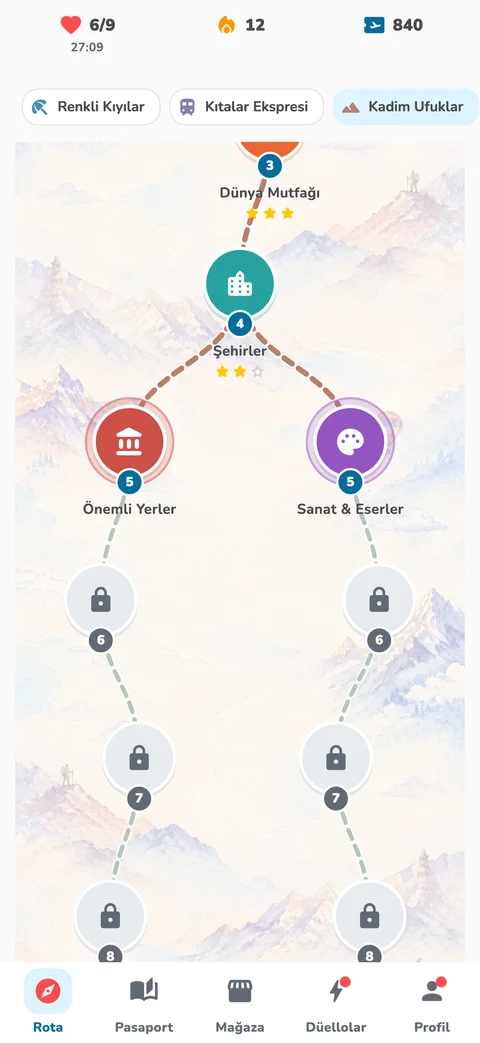 6/9
12
840
27:09
Renkli Kıyılar
Kıtalar Ekspresi
Kadim Ufuklar
3
Dünya Mutfağı
4
Şehirler
5
5
Önemli Yerler
Sanat & Eserler
6
6
7
7
8
8
Rota
Pasaport
Mağaza
Düellolar
Profil